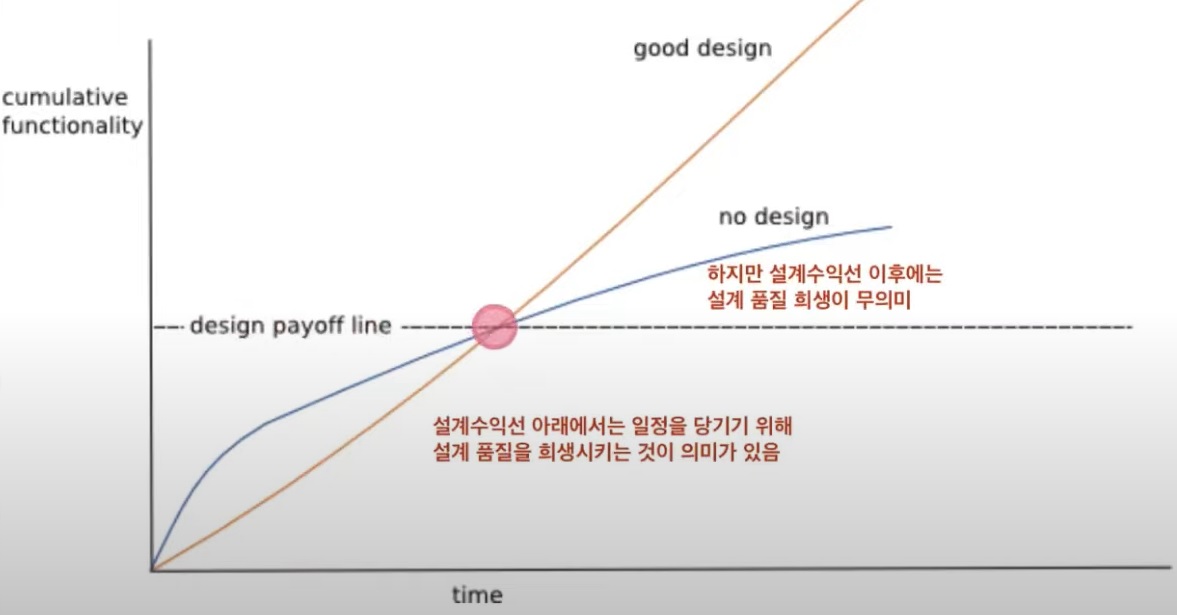 good design
cumulative
functionality
no design
하지만 설계수익선 이후에는
설계 품질 희생이 무의미
design payoff line
설계수익선 아래에서는 일정을 당기기 위해
설계 품질을 희생시키는 것이 의미가 있음
time